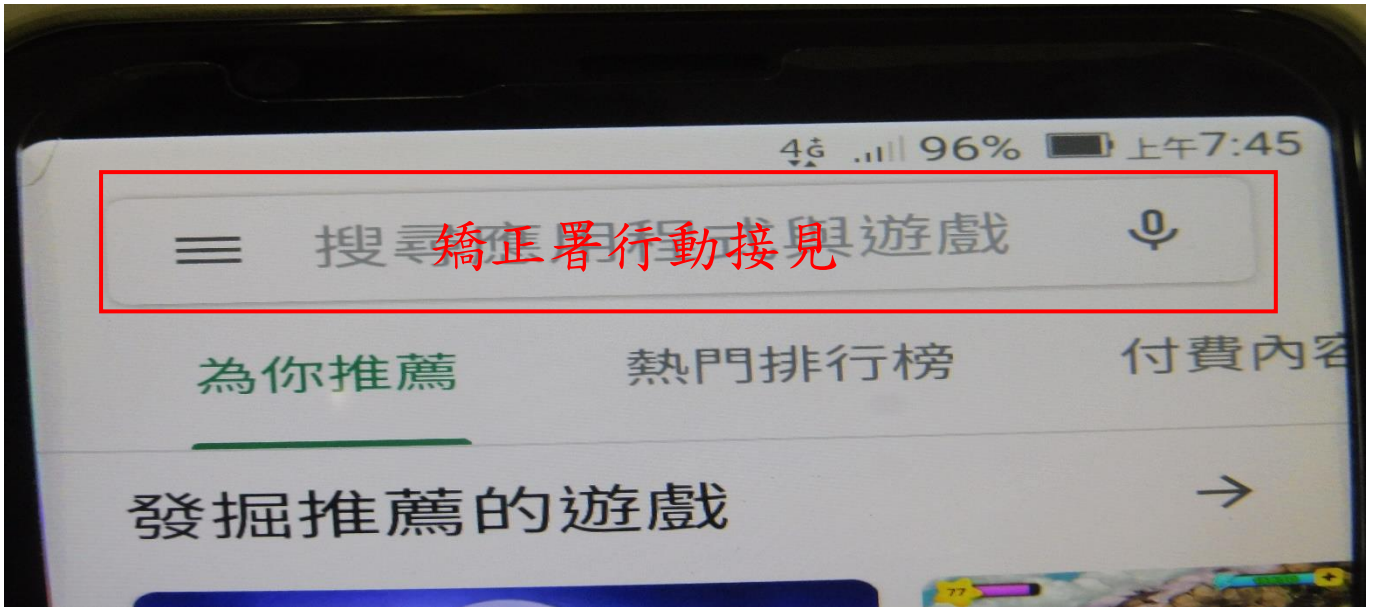 4G 96% 上午7:45
搜尋應用程式與遊戲
矯正署行動接見
為你推薦 熱門排行榜 付費內容
發掘推薦的遊戲
77